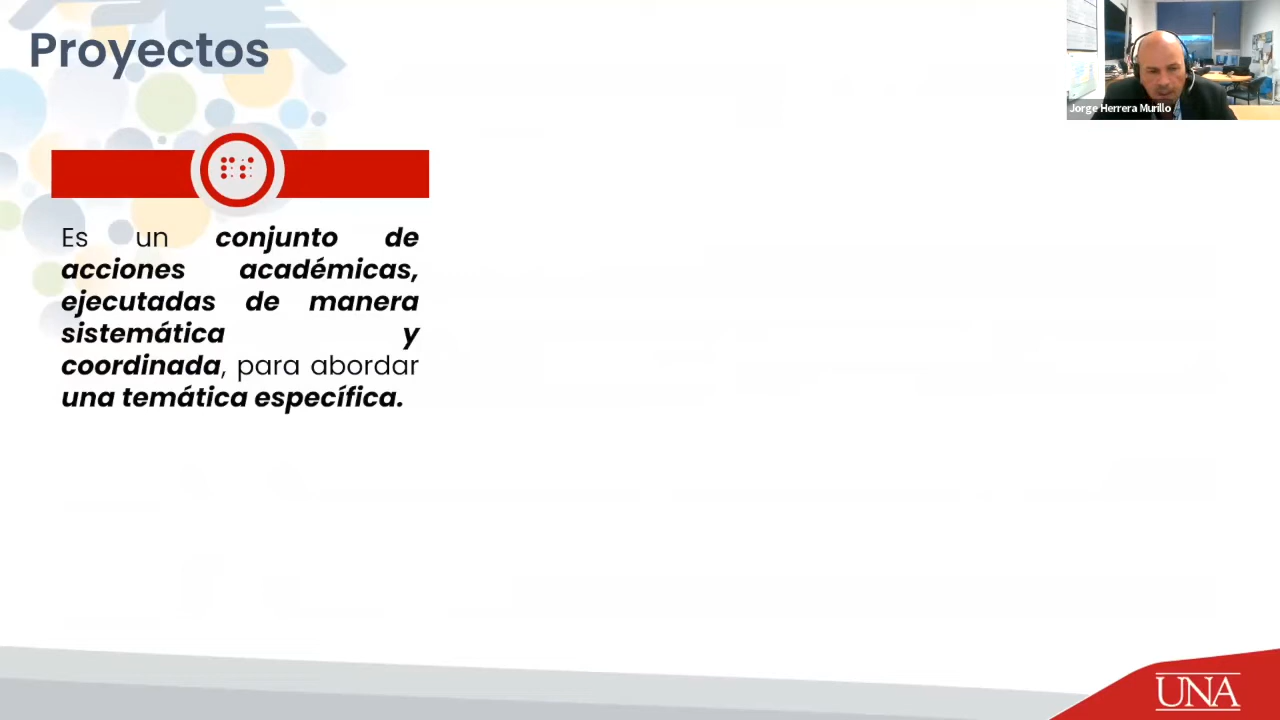 Proyectos
Jorge Herrera Murillo
Es un conjunto de
acciones académicas,
ejecutadas de manera
sistemática y
coordinada, para abordar
una temática específica.
UNA